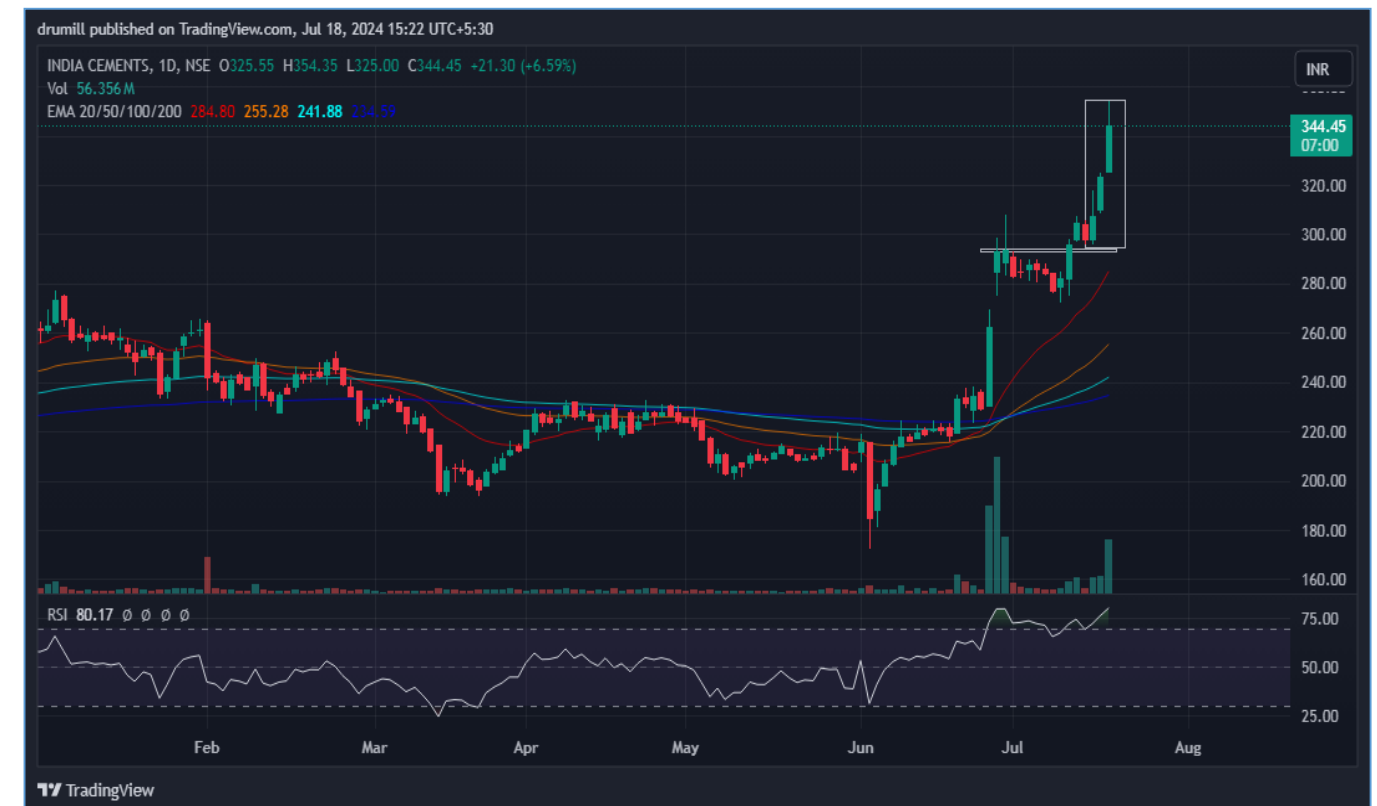 drumill published on TradingView.com, Jul 18, 2024 15:22 UTC+5:30
INDIA CEMENTS, 1D, NSE O325.55 H354.35 L325.00 C344.45 +21.30 (+6.59%)
INR
Vol 56.356M
EMA 20/50/100/200 284.80 255.28 241.88 234.59
344.45
07:00
320.00
300.00
280.00
260.00
240.00
220.00
200.00
180.00
160.00
RSI 80.17 Ø Ø Ø Ø
75.00
50.00
25.00
Feb Mar Apr May Jun Jul Aug
TradingView